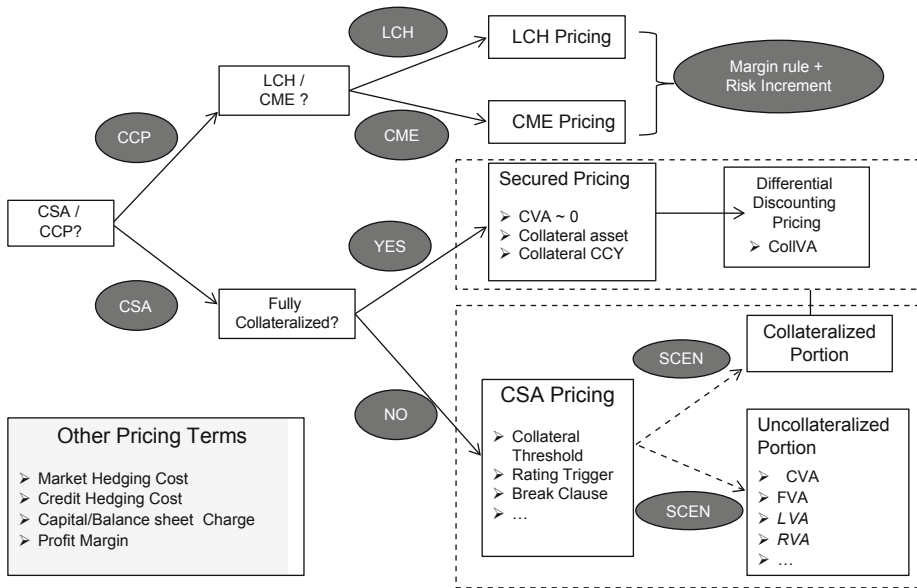 LCH
LCH Pricing
LCH /
CME ?
Margin rule +
Risk Increment
CCP
CME
CME Pricing
CSA /
CCP?
Secured Pricing
➢ CVA ~ 0
➢ Collateral asset
➢ Collateral CCY
Differential
Discounting
Pricing
➢ CollVA
YES
CSA
Fully
Collateralized?
NO
Collateralized
Portion
SCEN
CSA Pricing
➢ Collateral
Threshold
➢ Rating Trigger
➢ Break Clause
➢ …
SCEN
Uncollateralized
Portion
➢ CVA
➢ FVA
➢ LVA
➢ RVA
➢ …
Other Pricing Terms
➢ Market Hedging Cost
➢ Credit Hedging Cost
➢ Capital/Balance sheet Charge
➢ Profit Margin